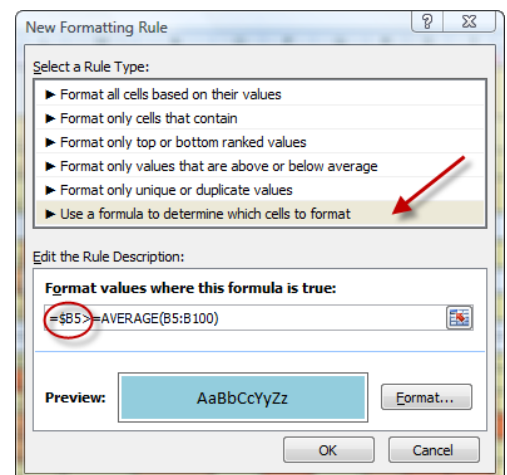 New Formatting Rule
Select a Rule Type:
► Format all cells based on their values
► Format only cells that contain
► Format only top or bottom ranked values
► Format only values that are above or below average
► Format only unique or duplicate values
► Use a formula to determine which cells to format
Edit the Rule Description:
Format values where this formula is true:
=$B5>=AVERAGE(B5:B100)
Preview: AaBbCcYyZz Format...
OK Cancel